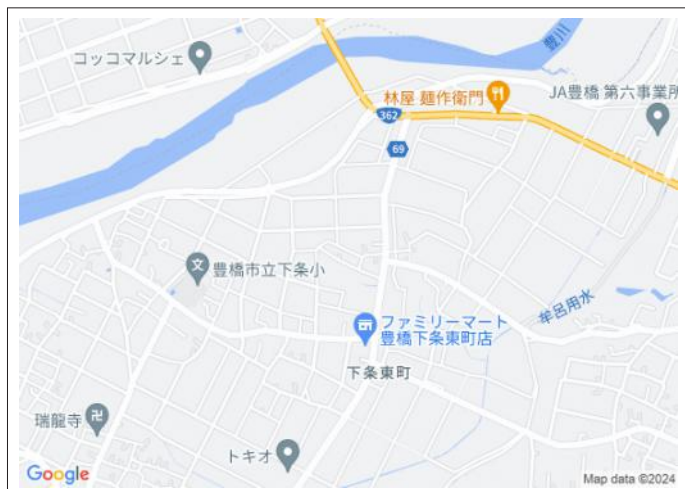 豊川
コッコマルシェ
林屋 麺作衛門
JA豊橋 第六事業所
362
69
文
豊橋市立下条小
牟呂用水
ファミリーマート
豊橋下条東町店
下条東町
瑞龍寺
卍
トキオ
Google
Map data ©2024